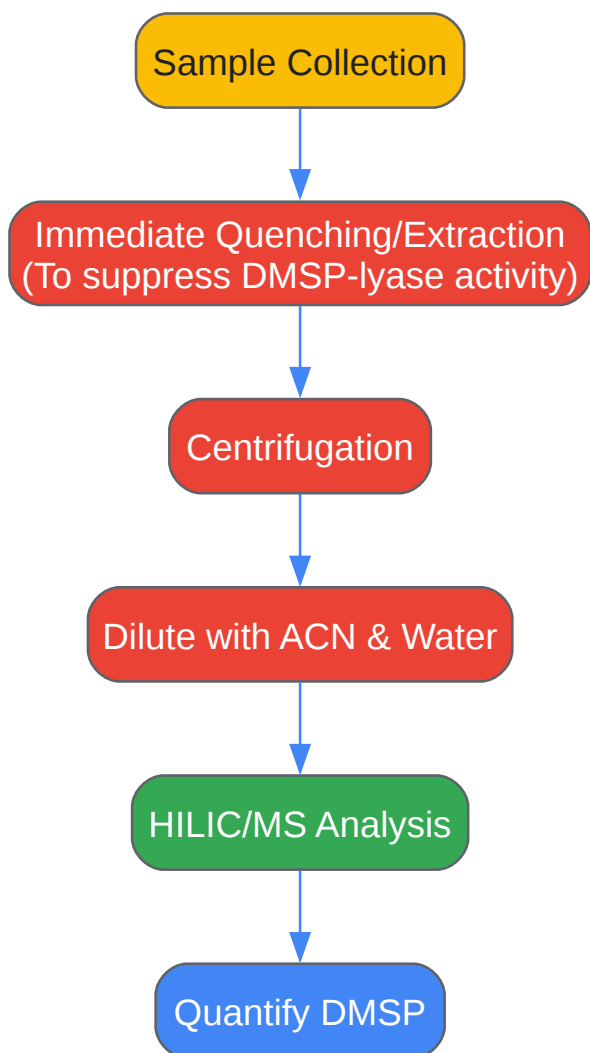 Sample Collection
Immediate Quenching/Extraction
(To suppress DMSP-lyase activity)
Centrifugation
Dilute with ACN & Water
HILIC/MS Analysis
Quantify DMSP